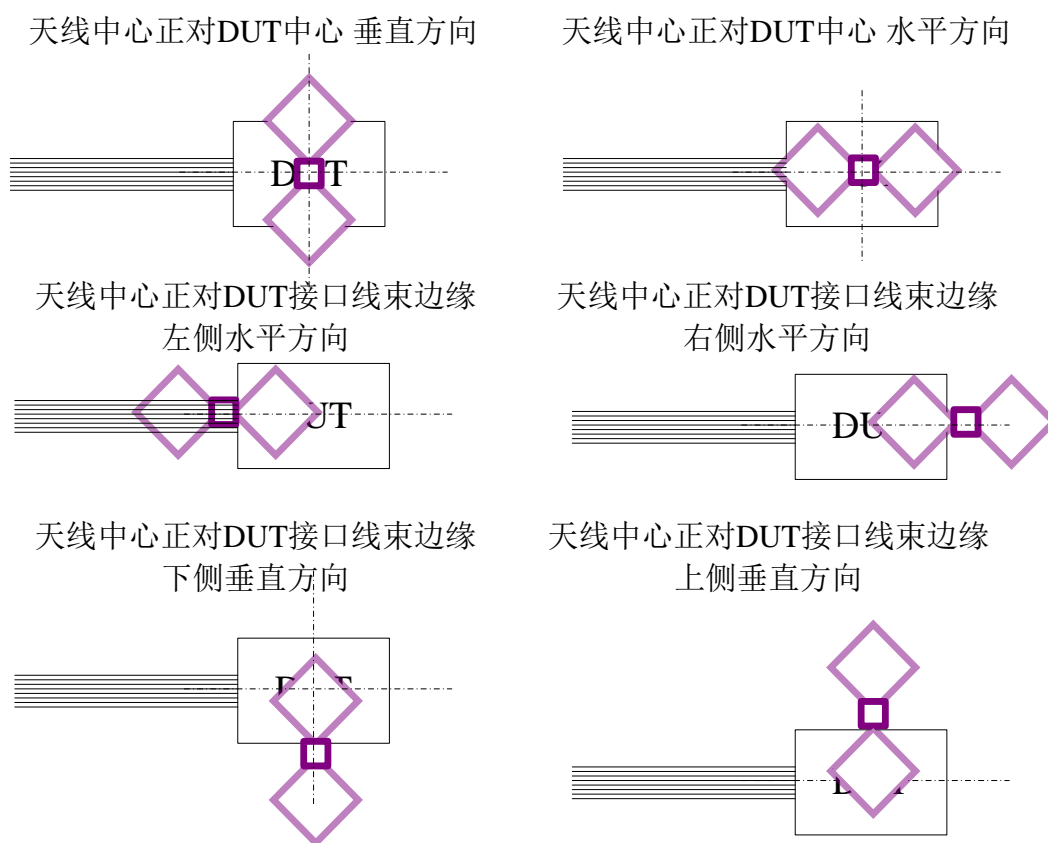 天线中心正对DUT中心 垂直方向
天线中心正对DUT中心 水平方向
DUT
天线中心正对DUT接口线束边缘
左侧水平方向
天线中心正对DUT接口线束边缘
右侧水平方向
UT
DU
天线中心正对DUT接口线束边缘
下侧垂直方向
天线中心正对DUT接口线束边缘
上侧垂直方向
DUT
DUT